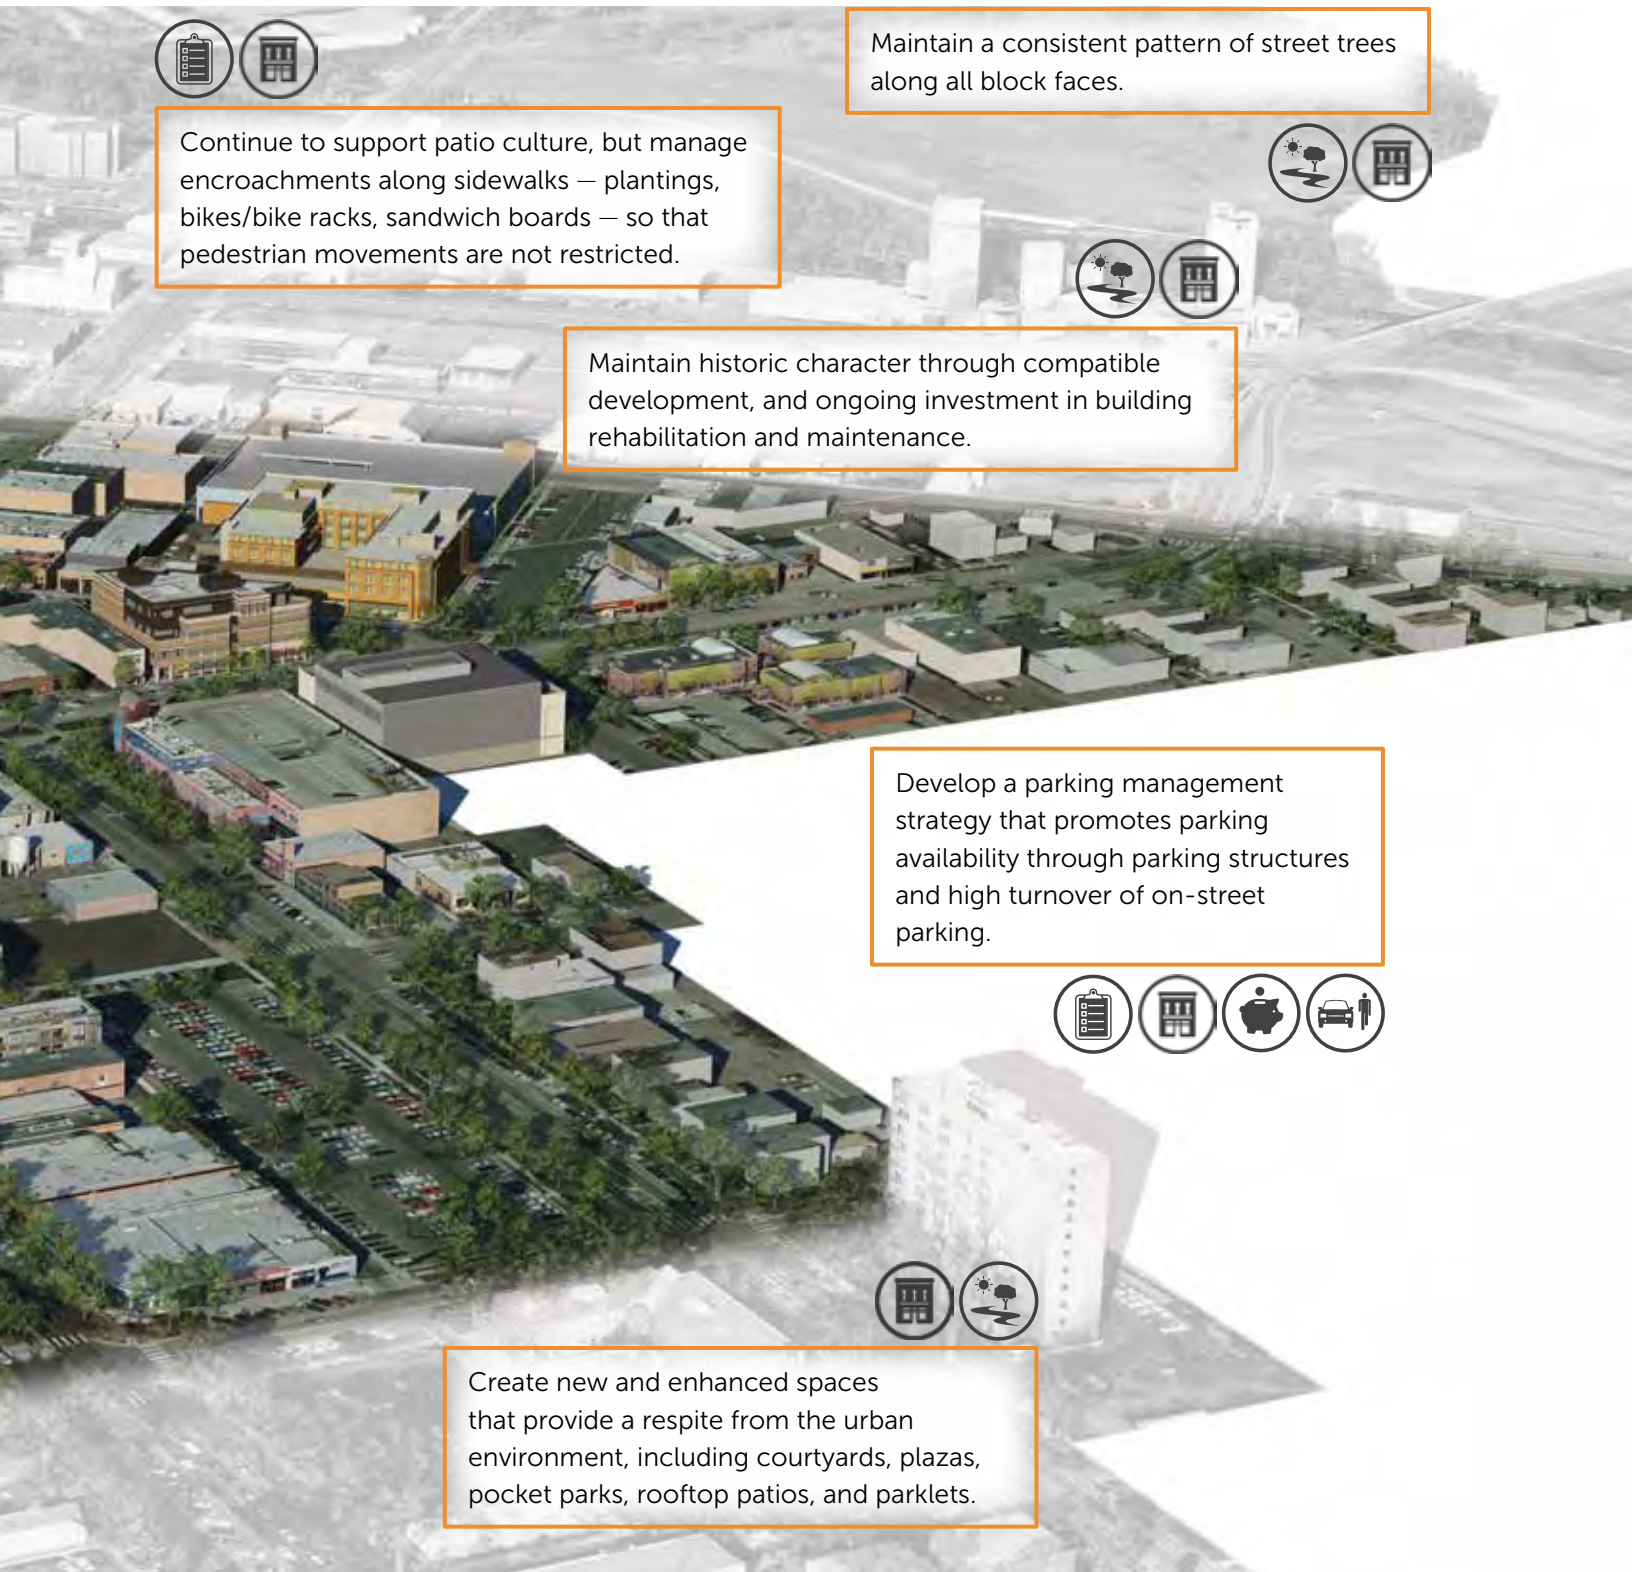 Maintain a consistent pattern of street trees
along all block faces.
Continue to support patio culture, but manage
encroachments along sidewalks — plantings,
bikes/bike racks, sandwich boards — so that
pedestrian movements are not restricted.
Maintain historic character through compatible
development, and ongoing investment in building
rehabilitation and maintenance.
Develop a parking management
strategy that promotes parking
availability through parking structures
and high turnover of on-street
parking.
Create new and enhanced spaces
that provide a respite from the urban
environment, including courtyards, plazas,
pocket parks, rooftop patios, and parklets.